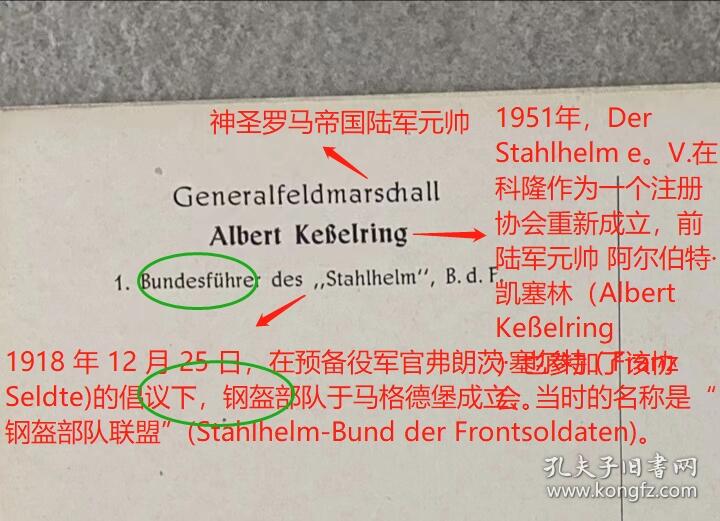 神圣罗马帝国陆军元帅
Generalfeldmarschall
Albert Keßelring
1. Bundesführer des „Stahlhelm“, B. d. F.
1951年，Der
Stahlhelm e。V.在
科隆作为一个注册
协会重新成立，前
陆军元帅 阿尔伯特·
凯塞林（Albert
Keßelring
1918 年 12 月 25 日，在预备役军官弗朗茨·
Seldte)的倡议下，钢盔部队于马格德堡成立。当时的名称是“
钢盔部队联盟”(Stahlhelm-Bund der Frontsoldaten)。
孔夫子旧书网
www.kongfz.com